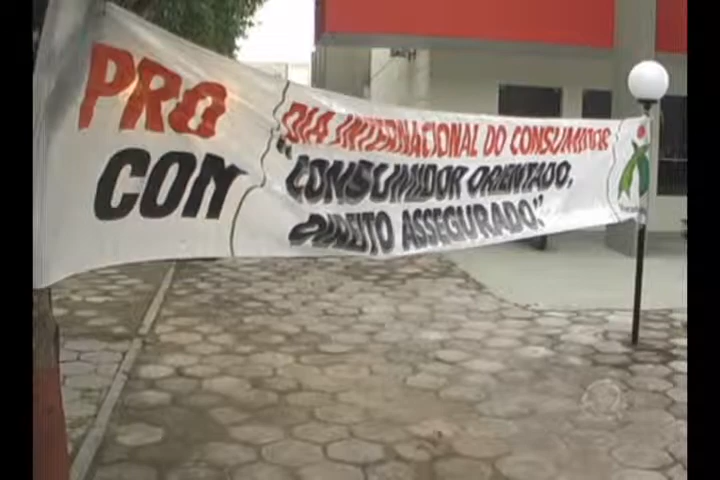 PRO
CON
DIA INTERNACIONAL DO CONSUMIDOR
"CONSUMIDOR ORIENTADO,
DIREITO ASSEGURADO."